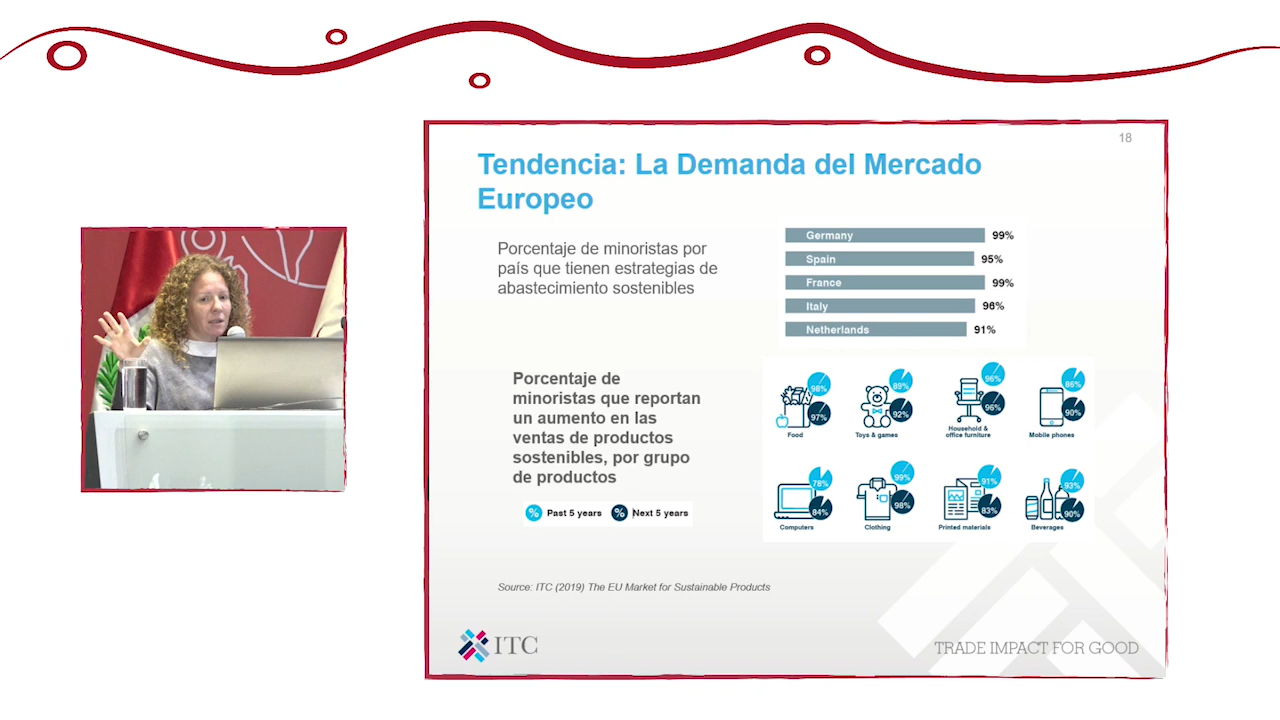 18
Tendencia: La Demanda del Mercado
Europeo
Porcentaje de minoristas por
país que tienen estrategias de
abastecimiento sostenibles
Germany 99%
Spain 95%
France 99%
Italy 96%
Netherlands 91%
Porcentaje de
minoristas que reportan
un aumento en las
ventas de productos
sostenibles, por grupo
de productos
% Past 5 years % Next 5 years
98% 89% 96% 86%
97% 92% 96% 90%
Food Toys & games Household &
office furniture Mobile phones
78% 99% 91% 93%
84% 98% 83% 90%
Computers Clothing Printed materials Beverages
Source: ITC (2019) The EU Market for Sustainable Products
ITC
TRADE IMPACT FOR GOOD